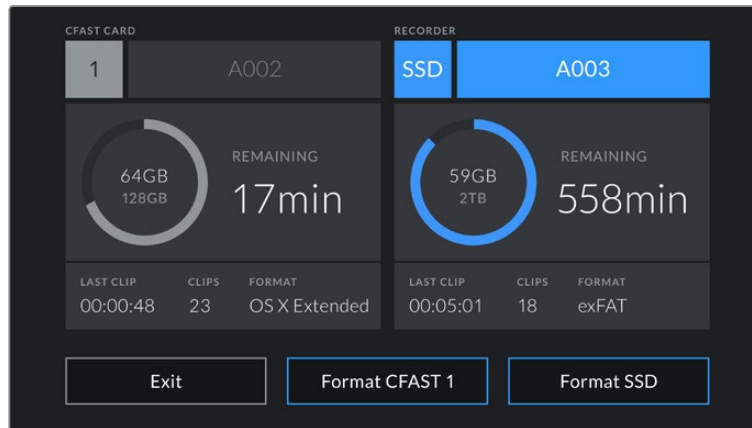 CFAST CARD
1
A002
64GB
128GB
REMAINING
17min
LAST CLIP CLIPS FORMAT
00:00:48 23 OS X Extended
RECORDER
SSD
A003
59GB
2TB
REMAINING
558min
LAST CLIP CLIPS FORMAT
00:05:01 18 exFAT
Exit
Format CFAST 1
Format SSD